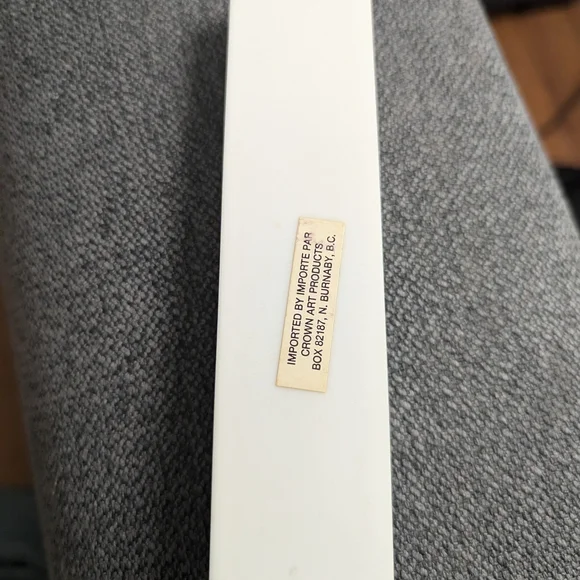 IMPORTED BY IMPORTE PAR
CROWN ART PRODUCTS
BOX 82187, N. BURNABY, B.C.